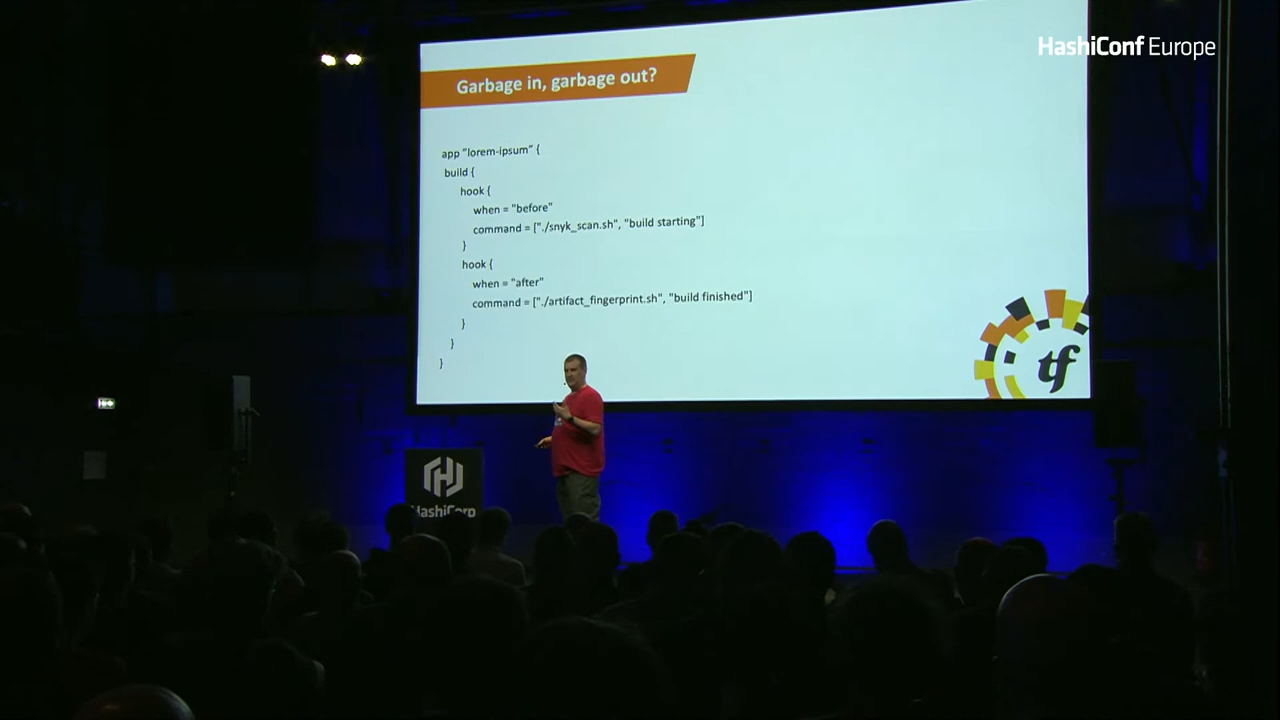 HashiConf Europe
Garbage in, garbage out?
app “lorem-ipsum” {
build {
hook {
when = "before"
command = ["./snyk_scan.sh", "build starting"]
}
hook {
when = "after"
command = ["./artifact_fingerprint.sh", "build finished"]
}
}
}
tf
HashiCorp